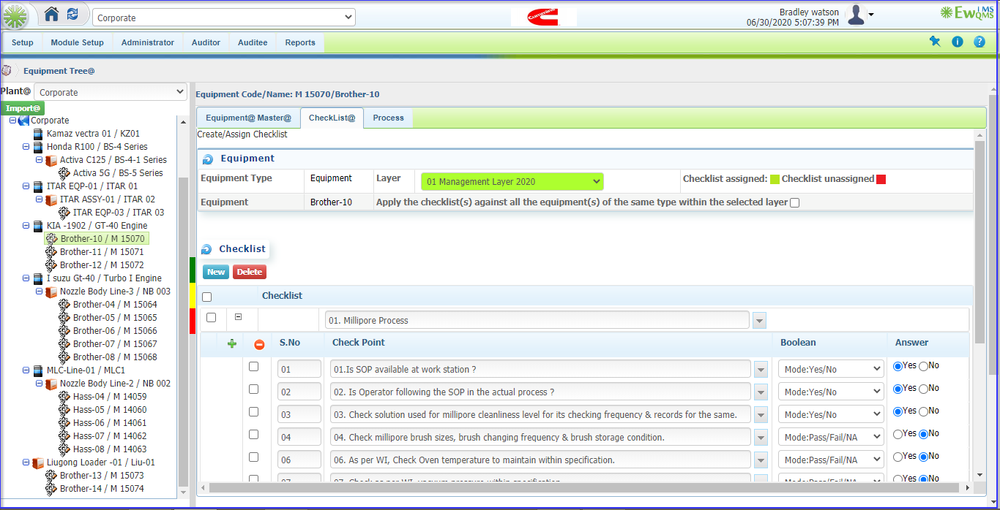 Corporate
Cummins
Bradley watson
06/30/2020 5:07:39 PM
EwQMS
LMS
Setup Module Setup Administrator Auditor Auditee Reports
Equipment Tree@
Plant@ Corporate
Import@
Corporate
Kamaz vectra 01 / KZ01
Honda R100 / BS-4 Series
Activa C125 / BS-4-1 Series
Activa 5G / BS-5 Series
ITAR EQP-01 / ITAR 01
ITAR ASSY-01 / ITAR 02
ITAR EQP-03 / ITAR 03
KIA -1902 / GT-40 Engine
Brother-10 / M 15070
Brother-11 / M 15071
Brother-12 / M 15072
I suzu Gt-40 / Turbo I Engine
Nozzle Body Line-3 / NB 003
Brother-04 / M 15064
Brother-05 / M 15065
Brother-06 / M 15066
Brother-07 / M 15067
Brother-08 / M 15068
MLC-Line-01 / MLC1
Nozzle Body Line-2 / NB 002
Hass-04 / M 14059
Hass-05 / M 14060
Hass-06 / M 14061
Hass-07 / M 14062
Hass-08 / M 14063
Liugong Loader -01 / Liu-01
Brother-13 / M 15073
Brother-14 / M 15074
Equipment Code/Name: M 15070/Brother-10
Equipment@ Master@ CheckList@ Process
Create/Assign Checklist
Equipment
Equipment Type Equipment Layer 01 Management Layer 2020 Checklist assigned: Checklist unassigned
Equipment Brother-10 Apply the checklist(s) against all the equipment(s) of the same type within the selected layer
Checklist
New Delete
Checklist
01. Millipore Process
S.No Check Point Boolean Answer
01 01.Is SOP available at work station ? Mode:Yes/No Yes No
02 02. Is Operator following the SOP in the actual process ? Mode:Yes/No Yes No
03 03. Check solution used for millipore cleanliness level for its checking frequency & records for the same. Mode:Yes/No Yes No
04 04. Check millipore brush sizes, brush changing frequency & brush storage condition. Mode:Pass/Fail/NA Yes No
06 06. As per WI, Check Oven temperature to maintain within specification. Mode:Pass/Fail/NA Yes No
07 07. Check as per WI, vacuum pressure within specification Mode:Pass/Fail/NA Yes No